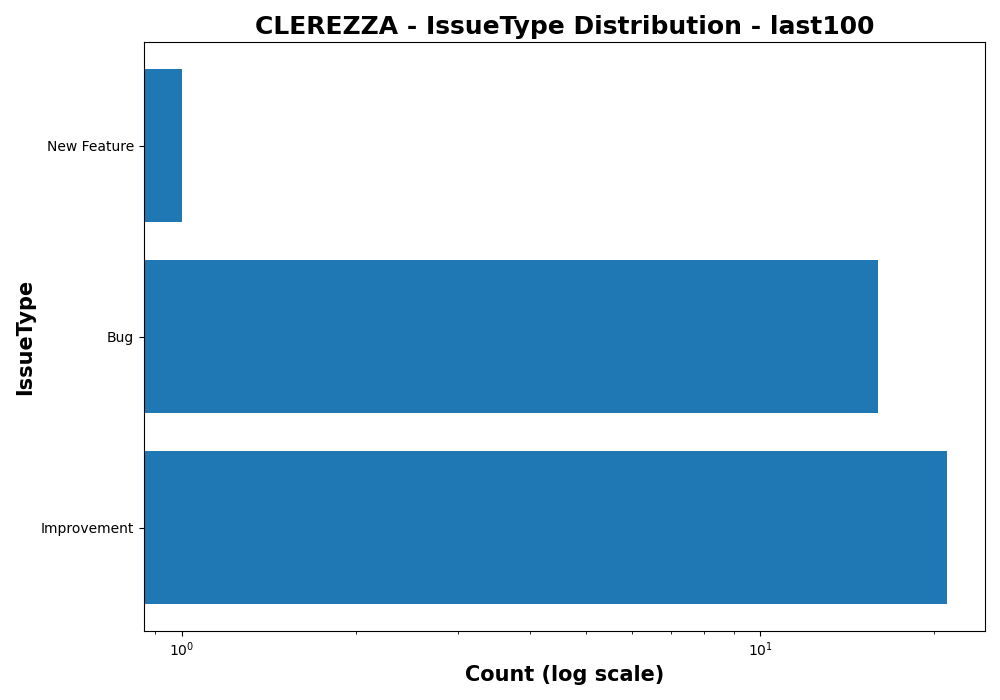 CLEREZZA - IssueType Distribution - last100
IssueType
New Feature
Bug
Improvement
10⁰
10¹
Count (log scale)